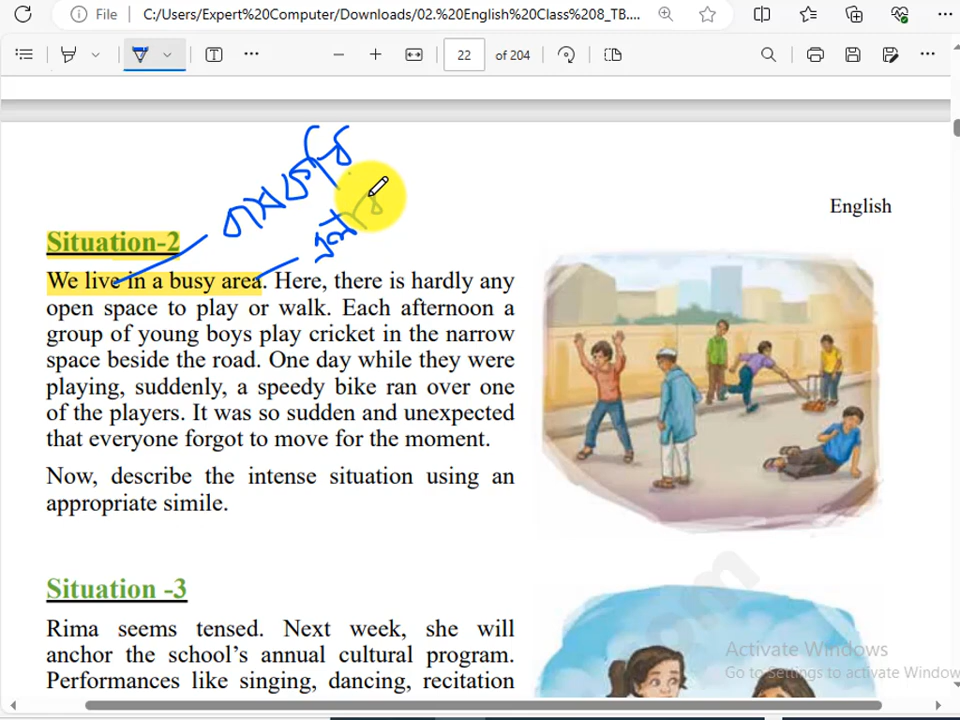 File C:/Users/Expert%20Computer/Downloads/02.%20English%20Class%208_TB....
22 of 204
English
Situation-2
We live in a busy area. Here, there is hardly any
open space to play or walk. Each afternoon a
group of young boys play cricket in the narrow
space beside the road. One day while they were
playing, suddenly, a speedy bike ran over one
of the players. It was so sudden and unexpected
that everyone forgot to move for the moment.
Now, describe the intense situation using an
appropriate simile.
Situation -3
Rima seems tensed. Next week, she will
anchor the school's annual cultural program.
Performances like singing, dancing, recitation
Activate Windows
Go to Settings to activate Window